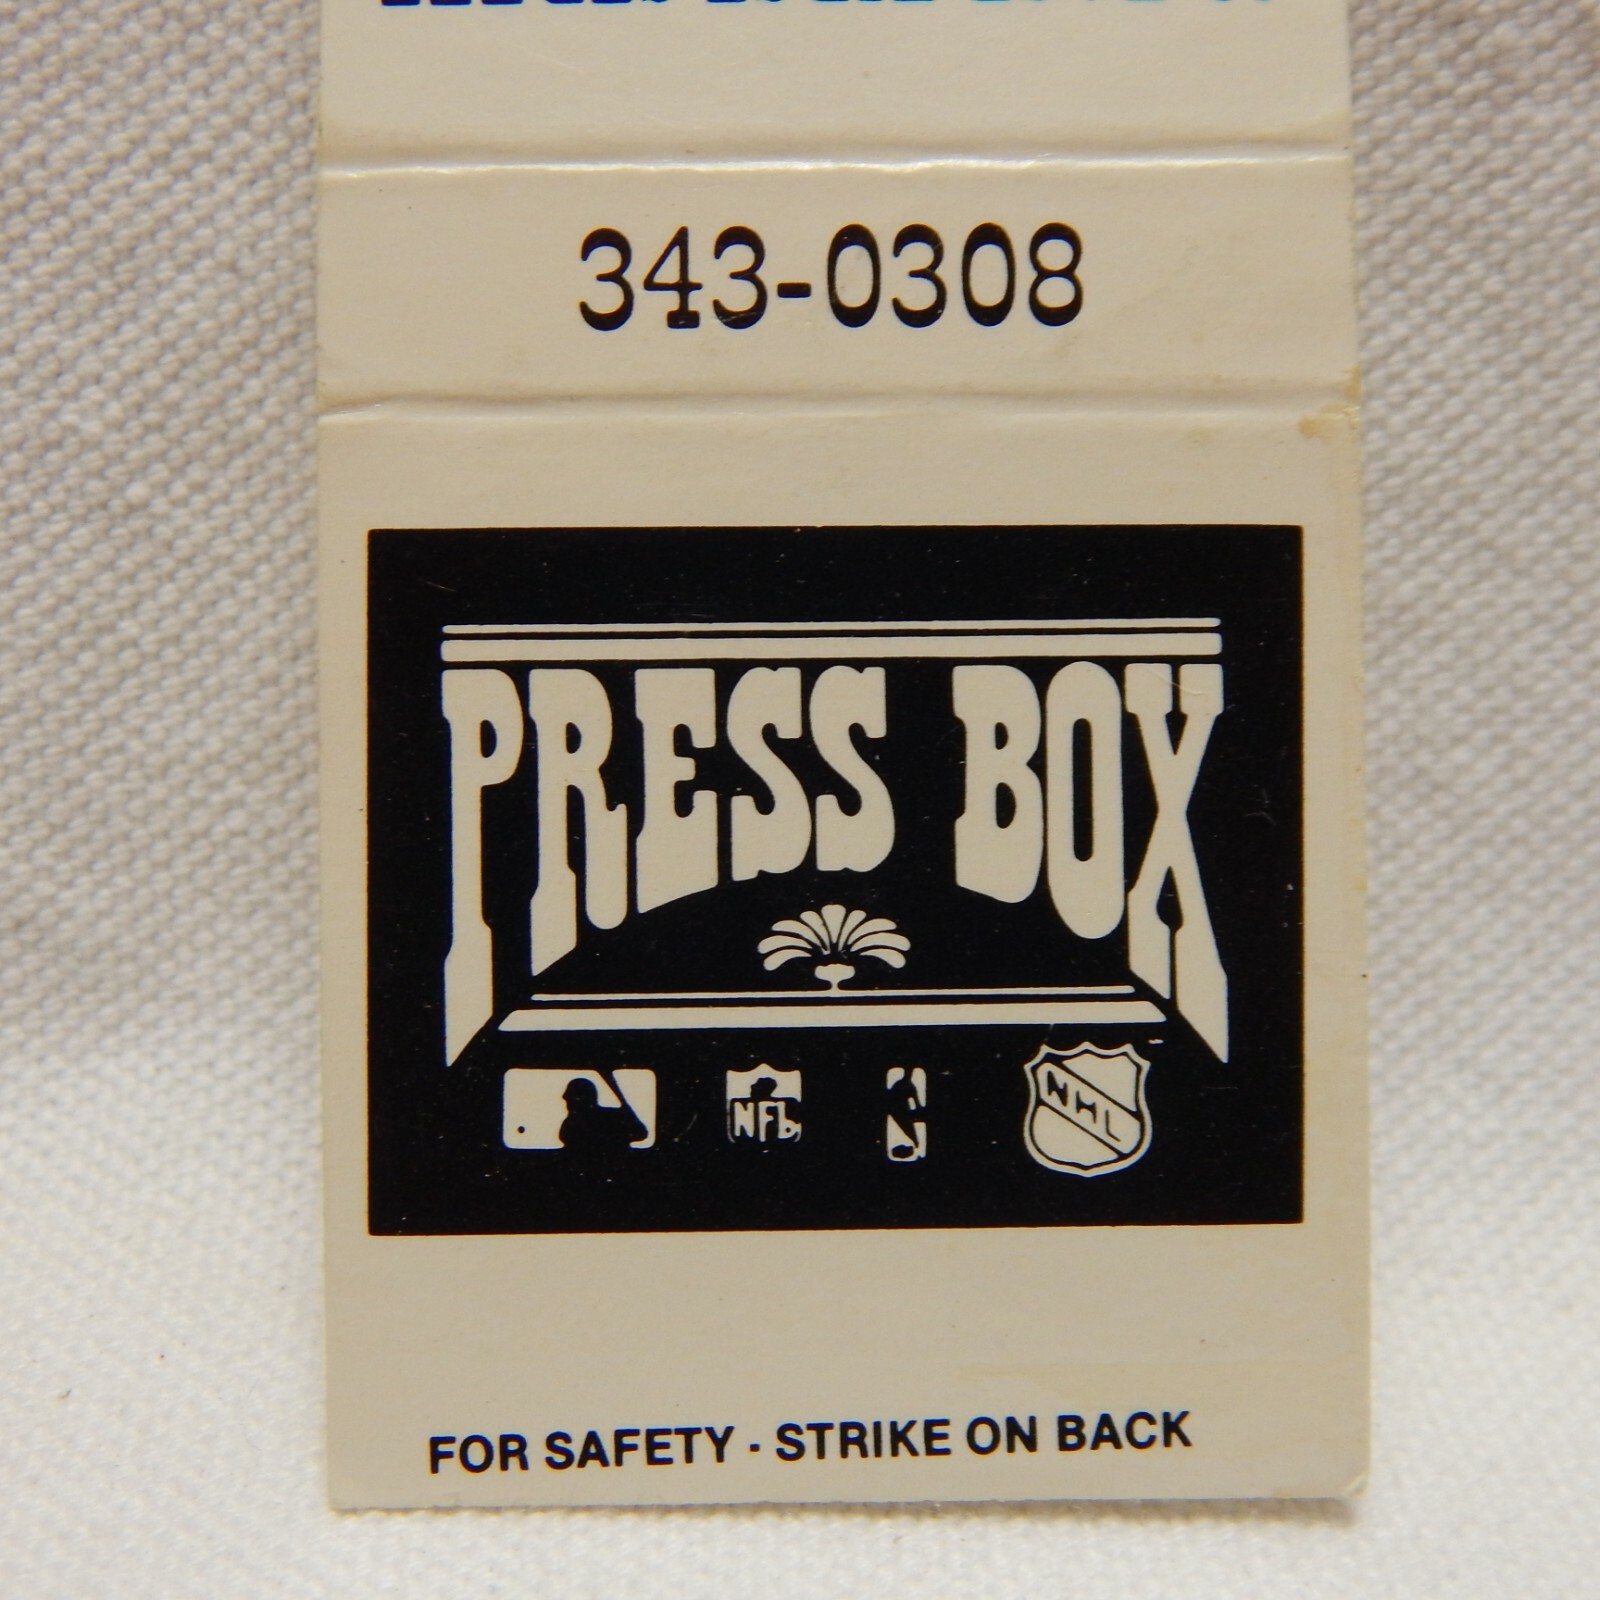 343-0308
PRESS BOX
NFL
NHL
FOR SAFETY - STRIKE ON BACK